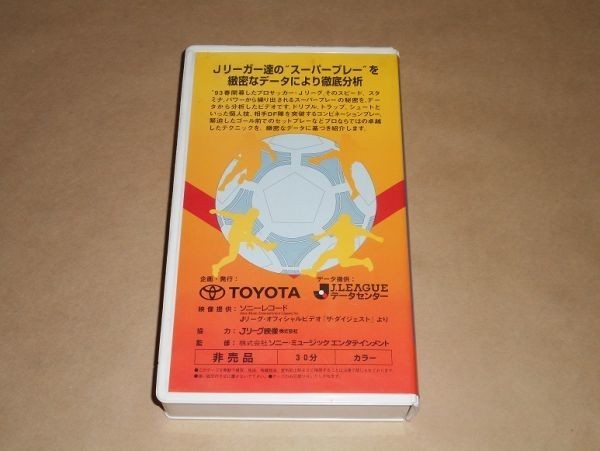 Jリーガー達の"スーパープレー"を
緻密なデータにより徹底分析
'93春開幕したプロサッカー・Jリーグ。そのスピード、スタ
ミナ、パワーから繰り出されるスーパープレーの秘密を、デー
タから分析したビデオです。ドリブル、トラップ、シュートと
いった個人技、相手DF陣を突破するコンビネーションプレー、
緊迫したゴール前でのセットプレーなどプロならではの卓越
したテクニックを、緻密なデータに基づき紹介します。
企画・発行：
TOYOTA
データ提供：
J.LEAGUE
データセンター
映像提供：ソニーレコード
Jリーグ・オフィシャルビデオ「ザ・ダイジェスト」より
協力：Jリーグ映像株式会社
監修：株式会社ソニー・ミュージックエンタテインメント
非売品 30分 カラー